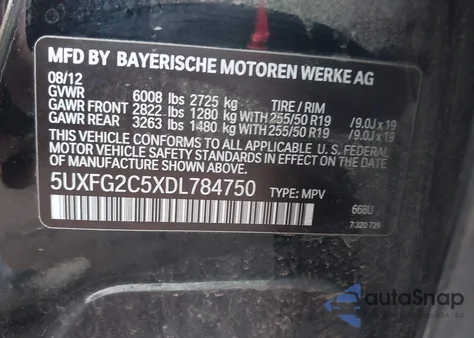 MFD BY BAYERISCHE MOTOREN WERKE AG
08/12
GVWR 6008 lbs 2725 kg TIRE / RIM
GAWR FRONT 2822 lbs 1280 kg WITH 255/50 R19 /9.0J x 19
GAWR REAR 3263 lbs 1480 kg WITH 255/50 R19 /9.0J x 19
THIS VEHICLE CONFORMS TO ALL APPLICABLE U.S. FEDERAL
MOTOR VEHICLE SAFETY STANDARDS IN EFFECT ON THE DATE OF
MANUFACTURE SHOWN ABOVE.
5UXFG2C5XDL784750 TYPE: MPV
668U
7 320 729
autoSnap